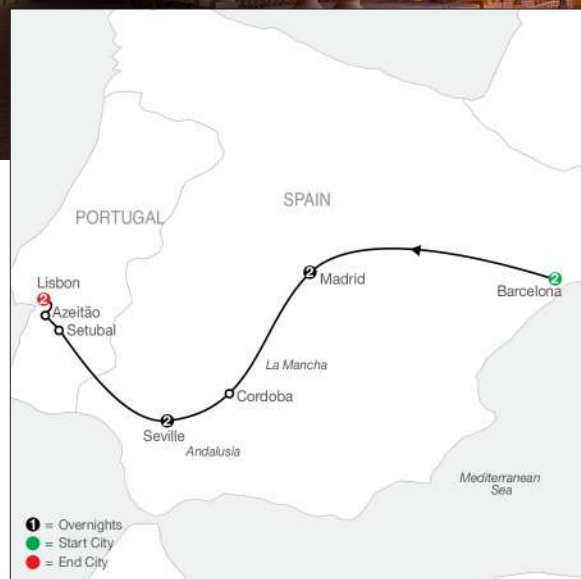 PORTUGAL
SPAIN
Lisbon
2
Azeitão
Setubal
2 Madrid
2
Barcelona
La Mancha
Cordoba
2
Seville
Andalusia
Mediterranean
Sea
1 = Overnights
= Start City
= End City